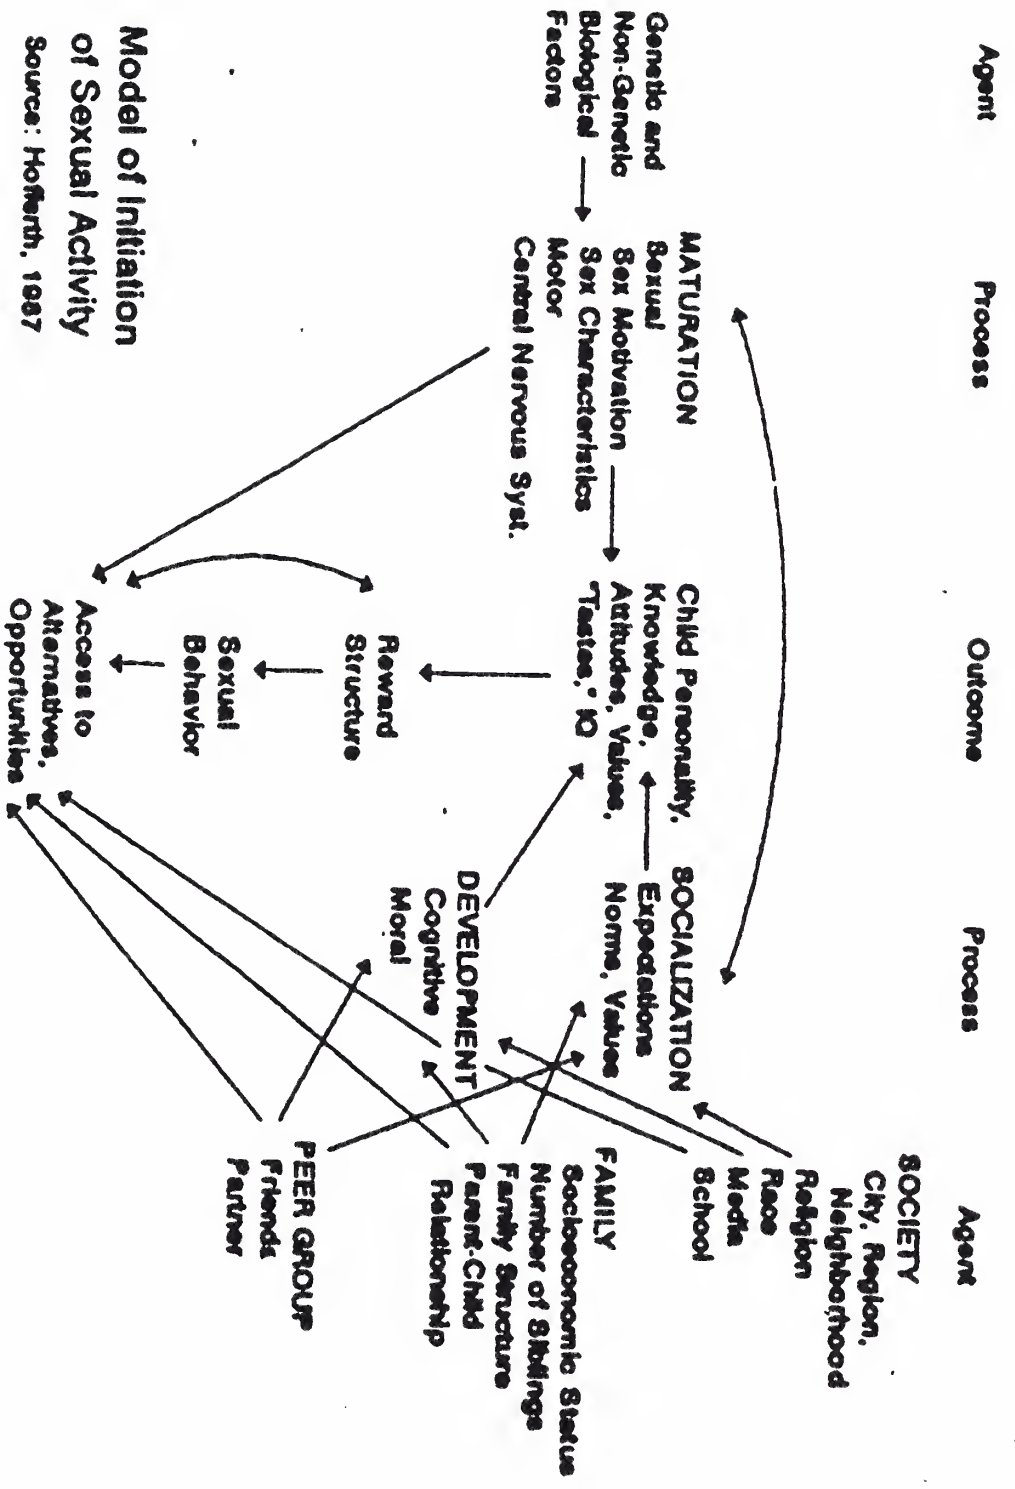 Agent
Process
Outcome
Process
Agent
Genetic and
Non-Genetic
Biological
Factors
MATURATION
Sexual
Sex Motivation
Sex Characteristics
Motor
Central Nervous Syst.
Child Personality,
Knowledge,
Attitudes, Values,
"Tastes," IQ
Reward
Structure
Sexual
Behavior
Access to
Alternatives,
Opportunities
SOCIALIZATION
Expectations
Norms, Values
DEVELOPMENT
Cognitive
Moral
SOCIETY
City, Region,
Neighborhood
Religion
Race
Media
School
FAMILY
Socioeconomic Status
Number of Siblings
Family Structure
Parent-Child
Relationship
PEER GROUP
Friends
Partner
Model of Initiation
of Sexual Activity
Source: Hofferth, 1987